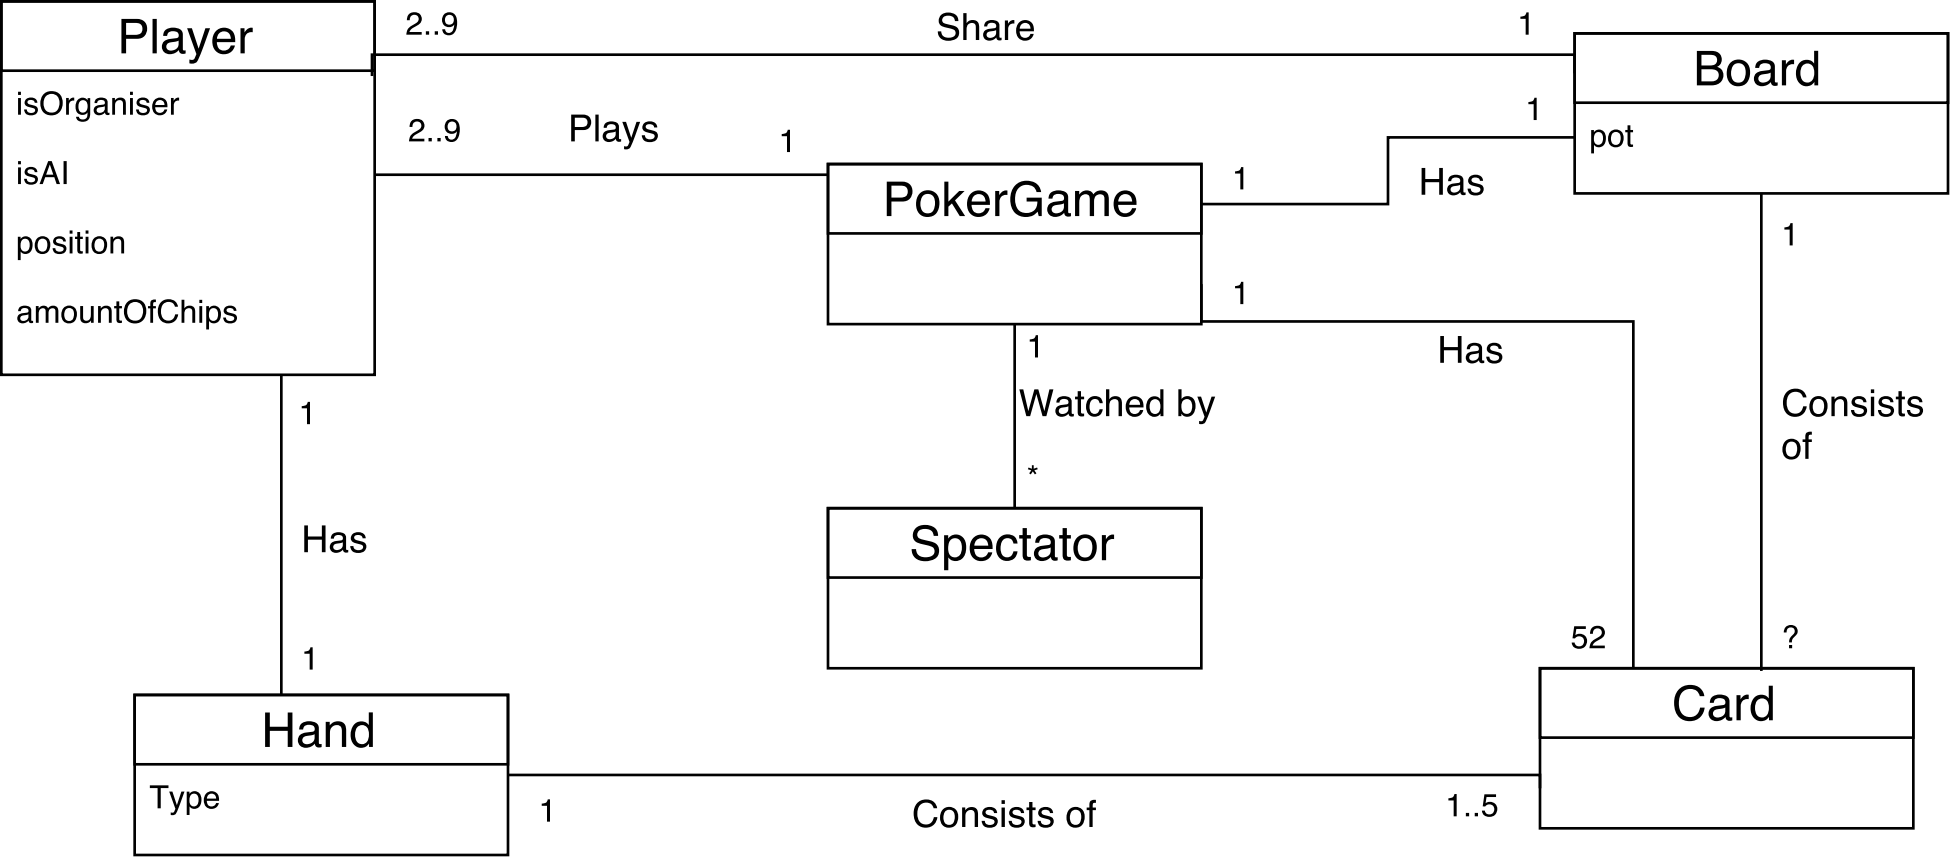 Player
isOrganiser
isAI
position
amountOfChips
2..9
Share
1
Board
pot
2..9
Plays
1
PokerGame
1
Has
1
1
Has
52
1
Watched by
*
Spectator
1
Consists
of
?
Card
1
Has
1
Hand
Type
1
Consists of
1..5